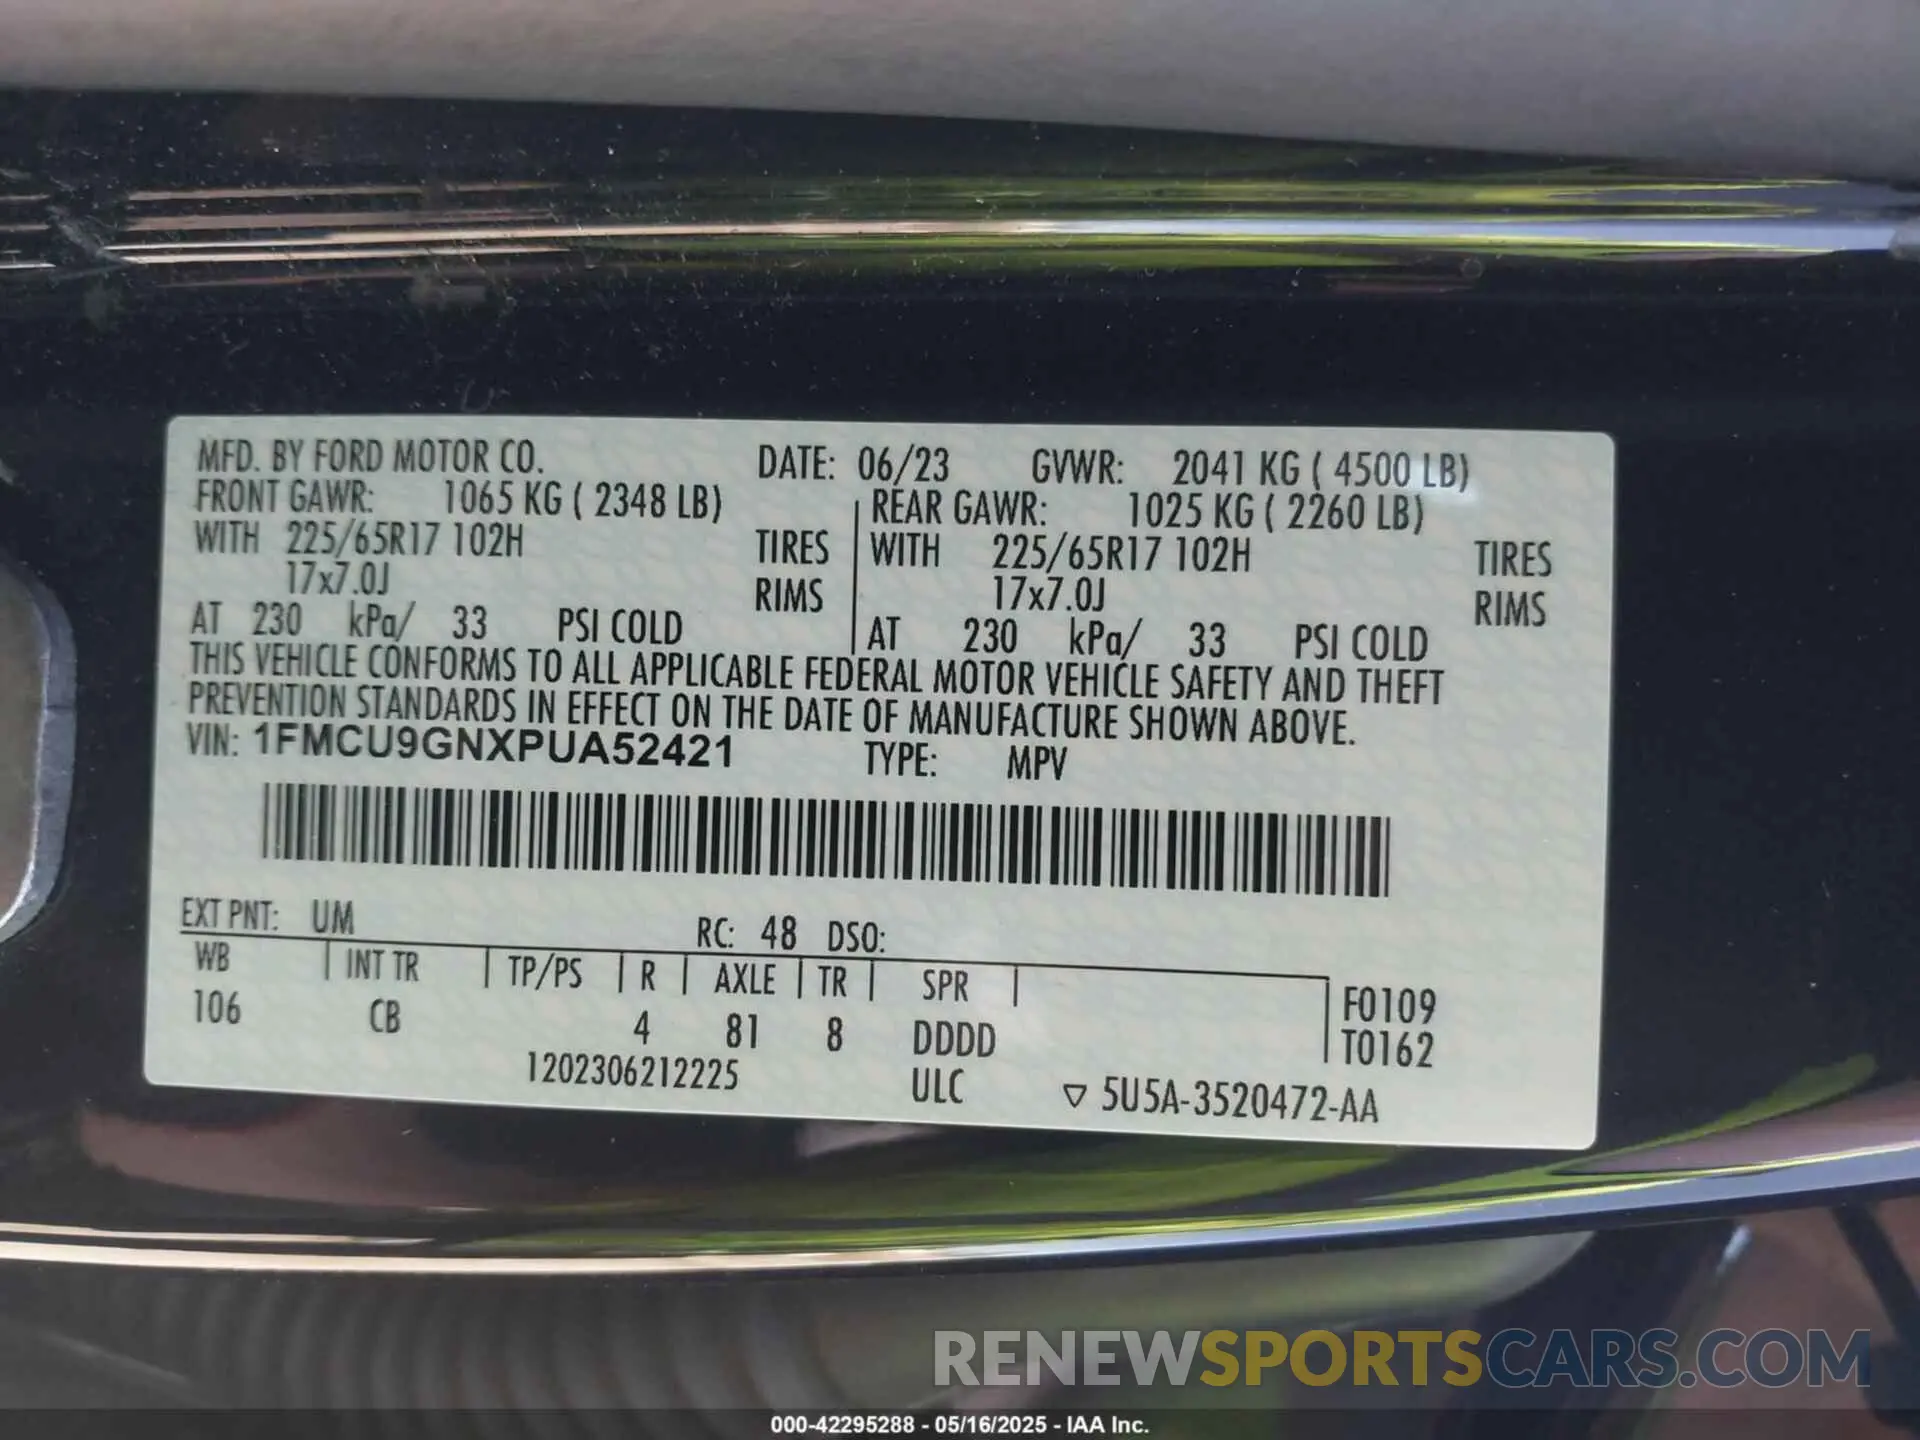 MFD. BY FORD MOTOR CO. DATE: 06/23 GVWR: 2041 KG ( 4500 LB)
FRONT GAWR: 1065 KG ( 2348 LB) REAR GAWR: 1025 KG ( 2260 LB)
WITH 225/65R17 102H TIRES WITH 225/65R17 102H TIRES
17x7.0J RIMS 17x7.0J RIMS
AT 230 kPa/ 33 PSI COLD AT 230 kPa/ 33 PSI COLD
THIS VEHICLE CONFORMS TO ALL APPLICABLE FEDERAL MOTOR VEHICLE SAFETY AND THEFT
PREVENTION STANDARDS IN EFFECT ON THE DATE OF MANUFACTURE SHOWN ABOVE.
VIN: 1FMCU9GNXPUA52421 TYPE: MPV
EXT PNT: UM RC: 48 DSO:
WB | INT TR | TP/PS | R | AXLE | TR | SPR |
106 CB 4 81 8 DDDD
F0109
T0162
1202306212225 ULC ▽ 5U5A-3520472-AA
RENEWSPORTSCARS.COM
000-42295288 - 05/16/2025 - IAA Inc.